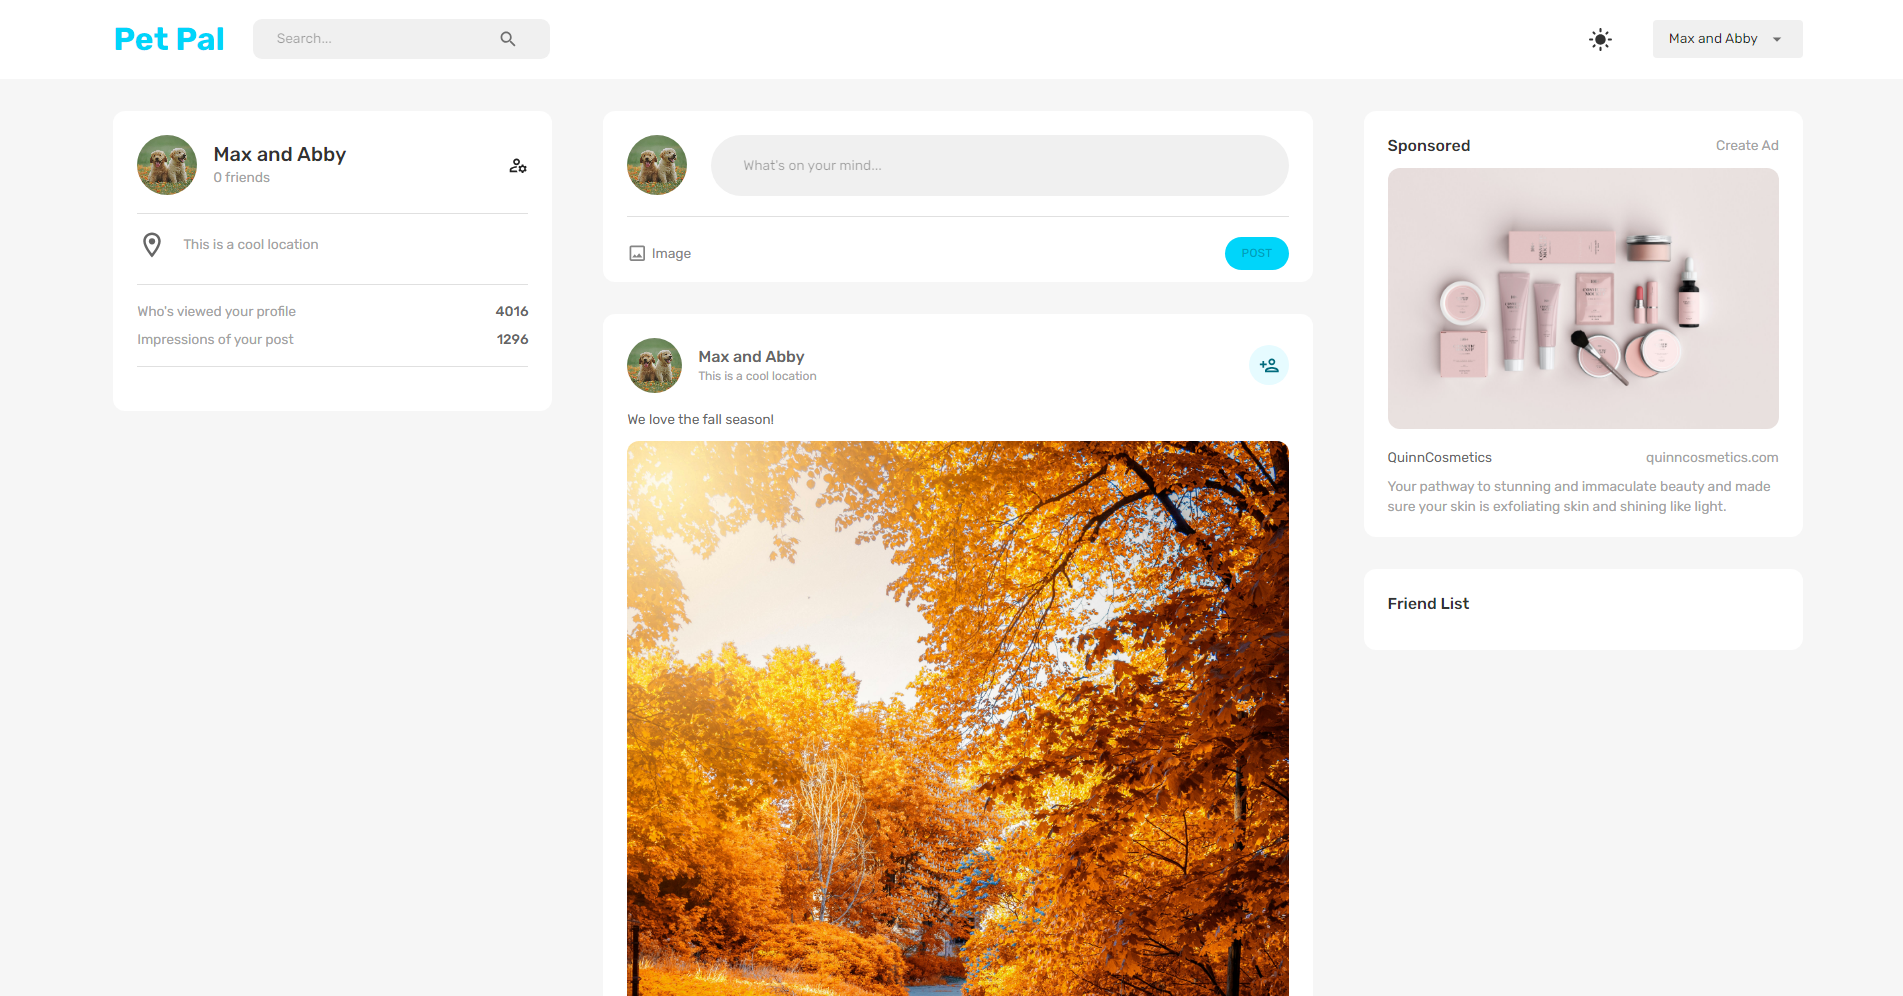 Pet Pal
Search...
Max and Abby
Max and Abby
0 friends
This is a cool location
Who's viewed your profile 4016
Impressions of your post 1296
What's on your mind...
Image
POST
Max and Abby
This is a cool location
We love the fall season!
Sponsored
Create Ad
QuinnCosmetics
quinncosmetics.com
Your pathway to stunning and immaculate beauty and made
sure your skin is exfoliating skin and shining like light.
Friend List